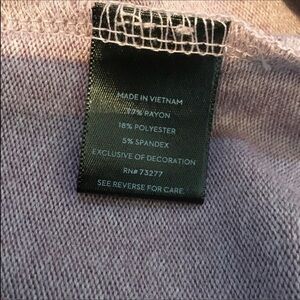 MADE IN VIETNAM
77% RAYON
18% POLYESTER
5% SPANDEX
EXCLUSIVE OF DECORATION
RN# 73277
SEE REVERSE FOR CARE